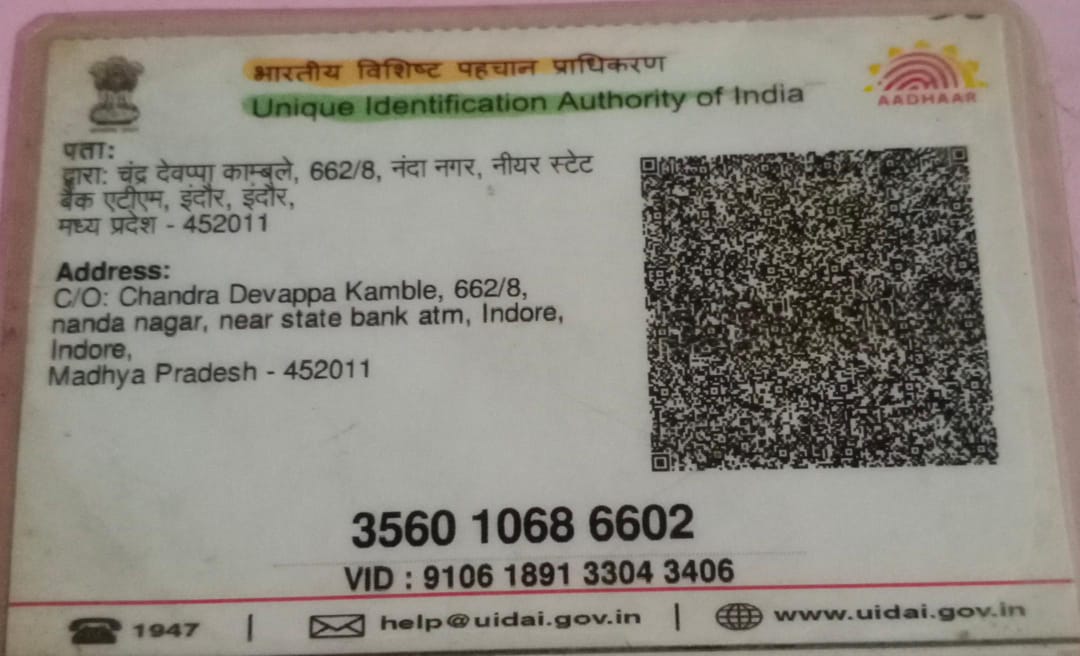 भारतीय विशिष्ट पहचान प्राधिकरण
Unique Identification Authority of India
AADHAAR
पता:
द्वारा: चंद्र देवप्पा काम्बले, 662/8, नंदा नगर, नीयर स्टेट
बैंक एटीएम, इंदौर, इंदौर,
मध्य प्रदेश - 452011
Address:
C/O: Chandra Devappa Kamble, 662/8,
nanda nagar, near state bank atm, Indore,
Indore,
Madhya Pradesh - 452011
3560 1068 6602
VID : 9106 1891 3304 3406
1947 | help@uidai.gov.in | www.uidai.gov.in